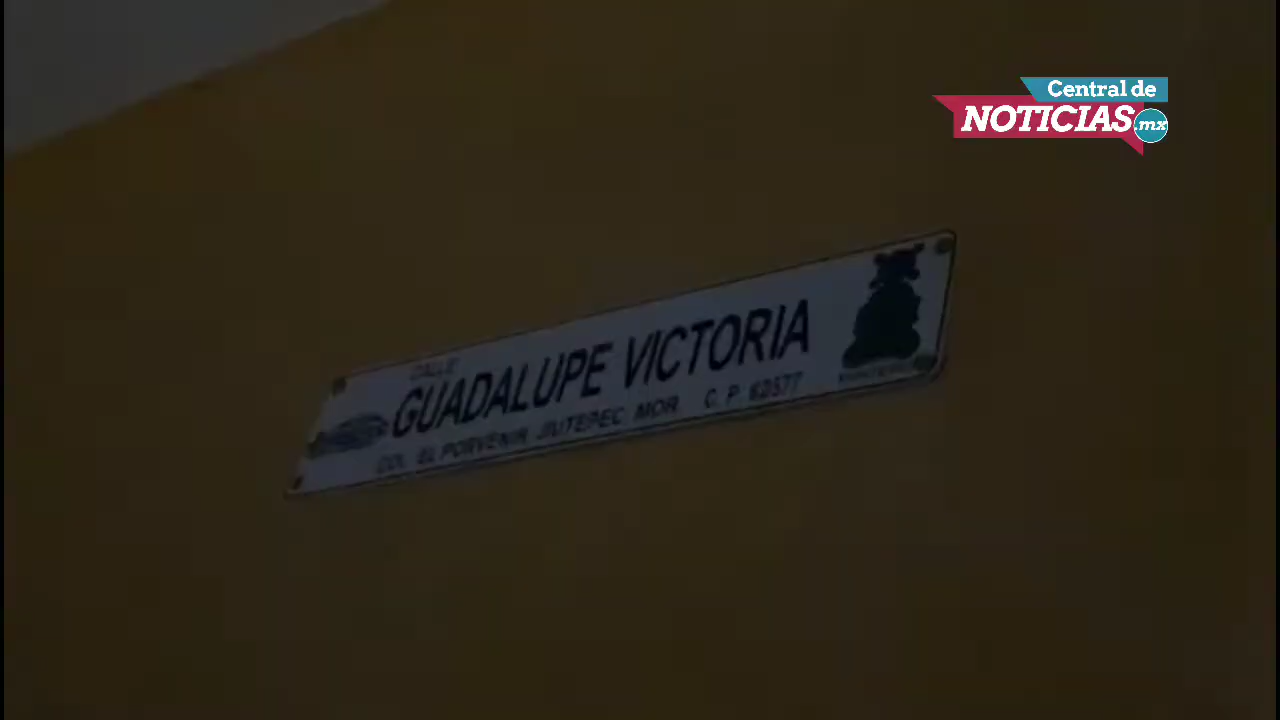 Central de
NOTICIAS.mx
CALLE
GUADALUPE VICTORIA
COL. EL PORVENIR JIUTEPEC MOR. C. P. 62577